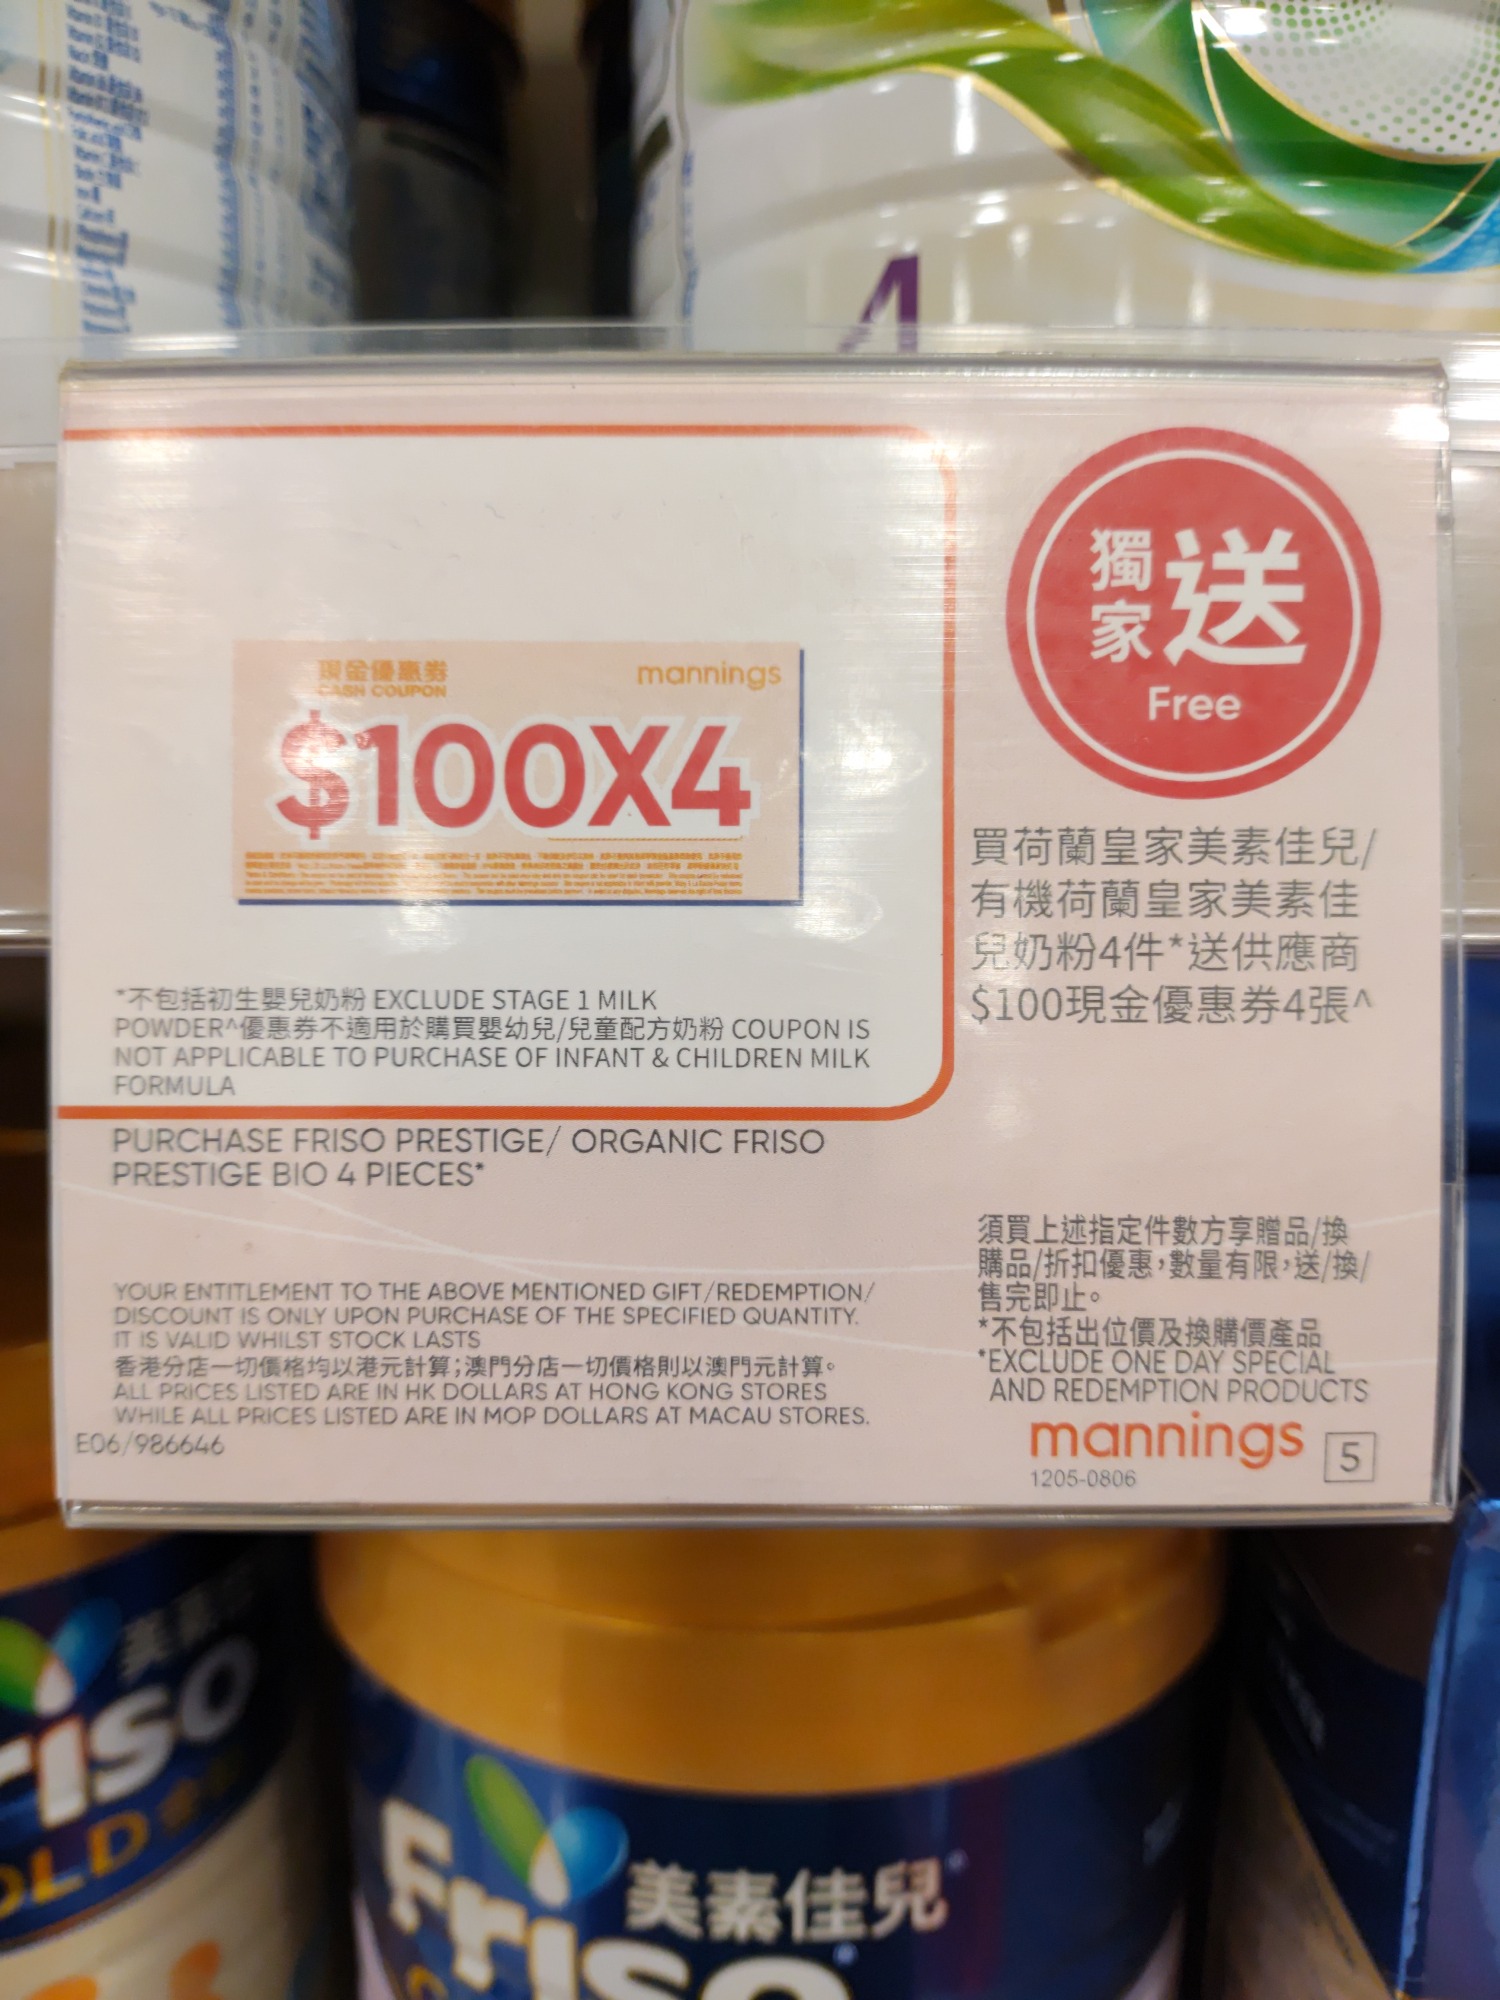 4
現金優惠券
CASH COUPON
mannings
$100X4
獨家
送
Free
買荷蘭皇家美素佳兒/
有機荷蘭皇家美素佳
兒奶粉4件*送供應商
$100現金優惠券4張^
*不包括初生嬰兒奶粉 EXCLUDE STAGE 1 MILK
POWDER^優惠券不適用於購買嬰幼兒/兒童配方奶粉 COUPON IS
NOT APPLICABLE TO PURCHASE OF INFANT & CHILDREN MILK
FORMULA
PURCHASE FRISO PRESTIGE/ ORGANIC FRISO
PRESTIGE BIO 4 PIECES*
YOUR ENTITLEMENT TO THE ABOVE MENTIONED GIFT/REDEMPTION/
DISCOUNT IS ONLY UPON PURCHASE OF THE SPECIFIED QUANTITY.
IT IS VALID WHILST STOCK LASTS
香港分店一切價格均以港元計算;澳門分店一切價格則以澳門元計算。
ALL PRICES LISTED ARE IN HK DOLLARS AT HONG KONG STORES
WHILE ALL PRICES LISTED ARE IN MOP DOLLARS AT MACAU STORES.
E06/986646
須買上述指定件數方享贈品/換
購品/折扣優惠,數量有限,送/換/
售完即止。
*不包括出位價及換購價產品
*EXCLUDE ONE DAY SPECIAL
AND REDEMPTION PRODUCTS
mannings
5
1205-0806
美素佳兒
Friso